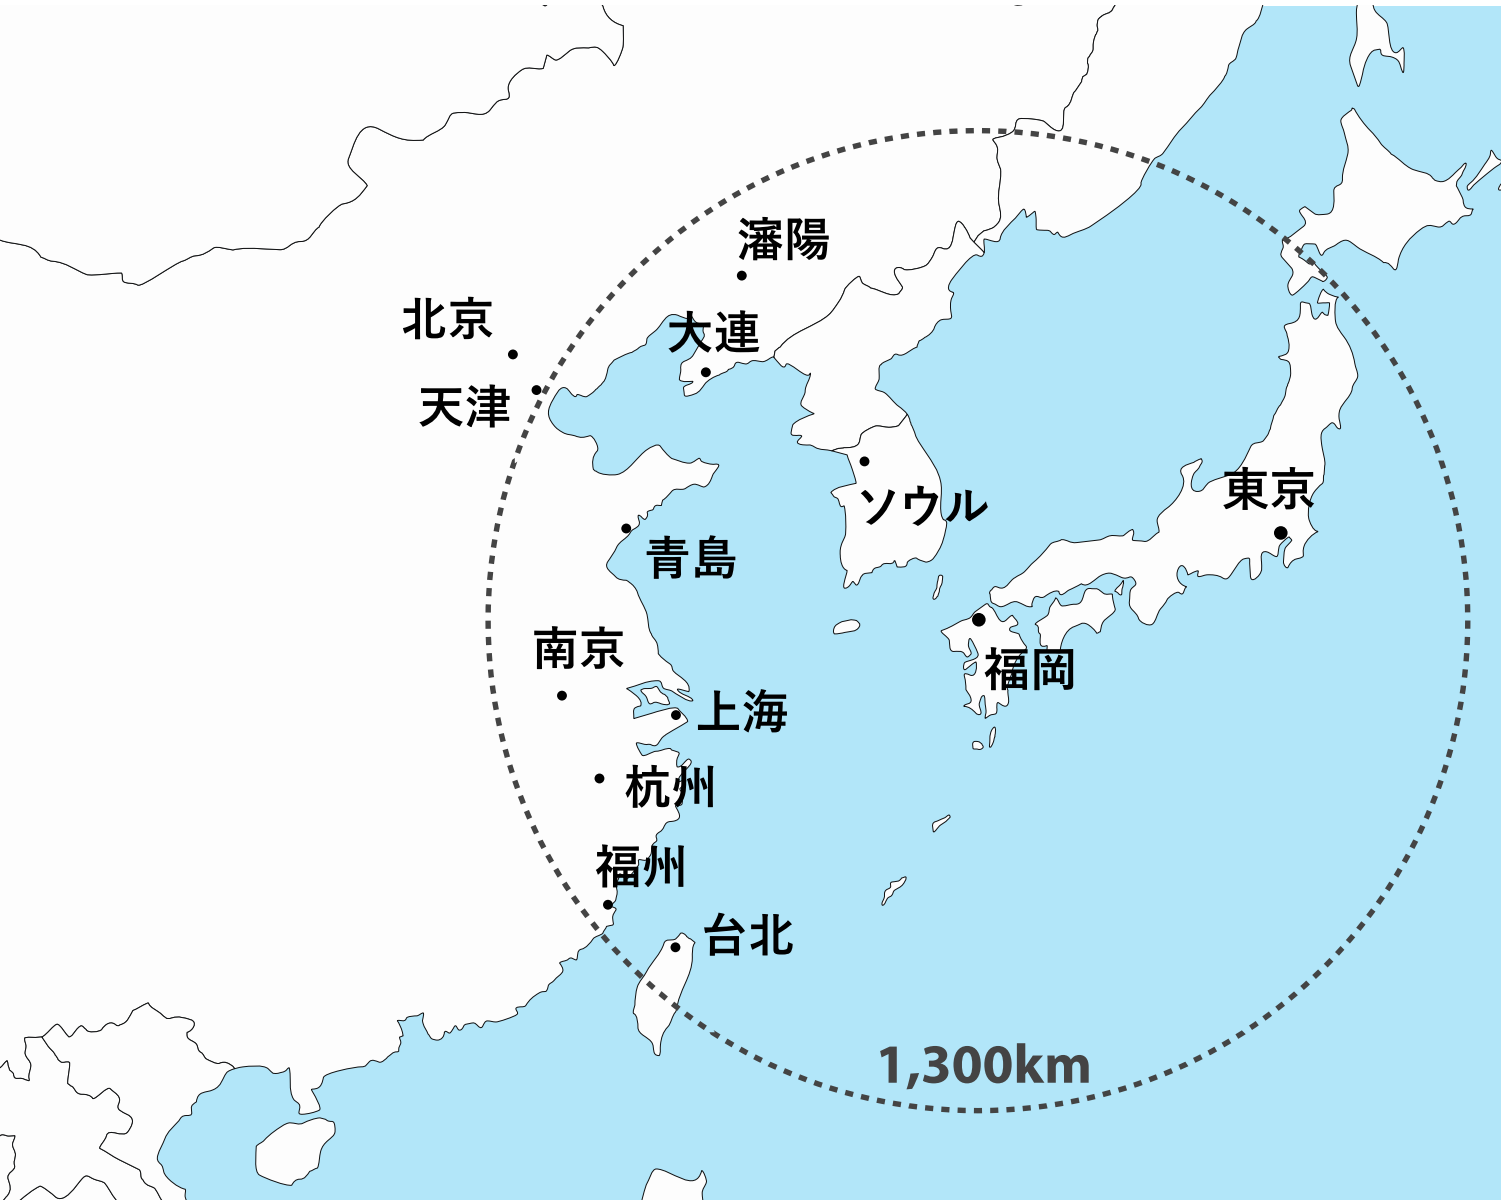 瀋陽
北京
大連
天津
東京
ソウル
青島
南京
福岡
上海
杭州
福州
台北
1,300km